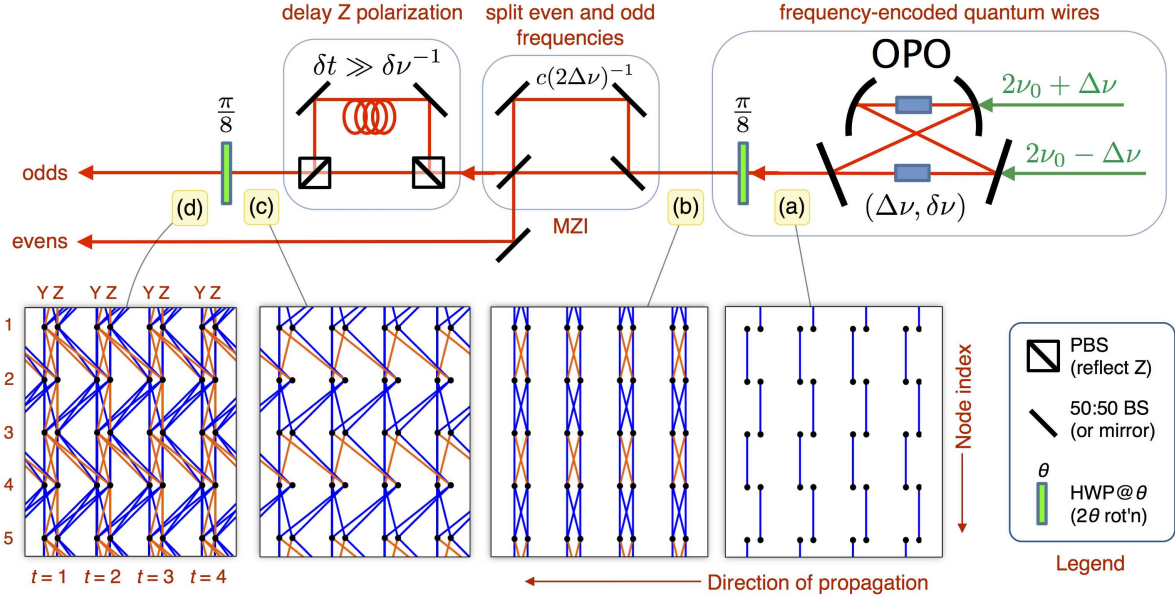 delay Z polarization
split even and odd
frequencies
frequency-encoded quantum wires
δt ≫ δν⁻¹
c(2Δν)⁻¹
OPO
2ν₀ + Δν
2ν₀ − Δν
π/8
π/8
(Δν, δν)
odds
evens
MZI
(d)
(c)
(b)
(a)
Y Z Y Z Y Z Y Z
1
2
3
4
5
t = 1 t = 2 t = 3 t = 4
Direction of propagation
Node index
PBS
(reflect Z)
50:50 BS
(or mirror)
θ
HWP@θ
(2θ rot'n)
Legend